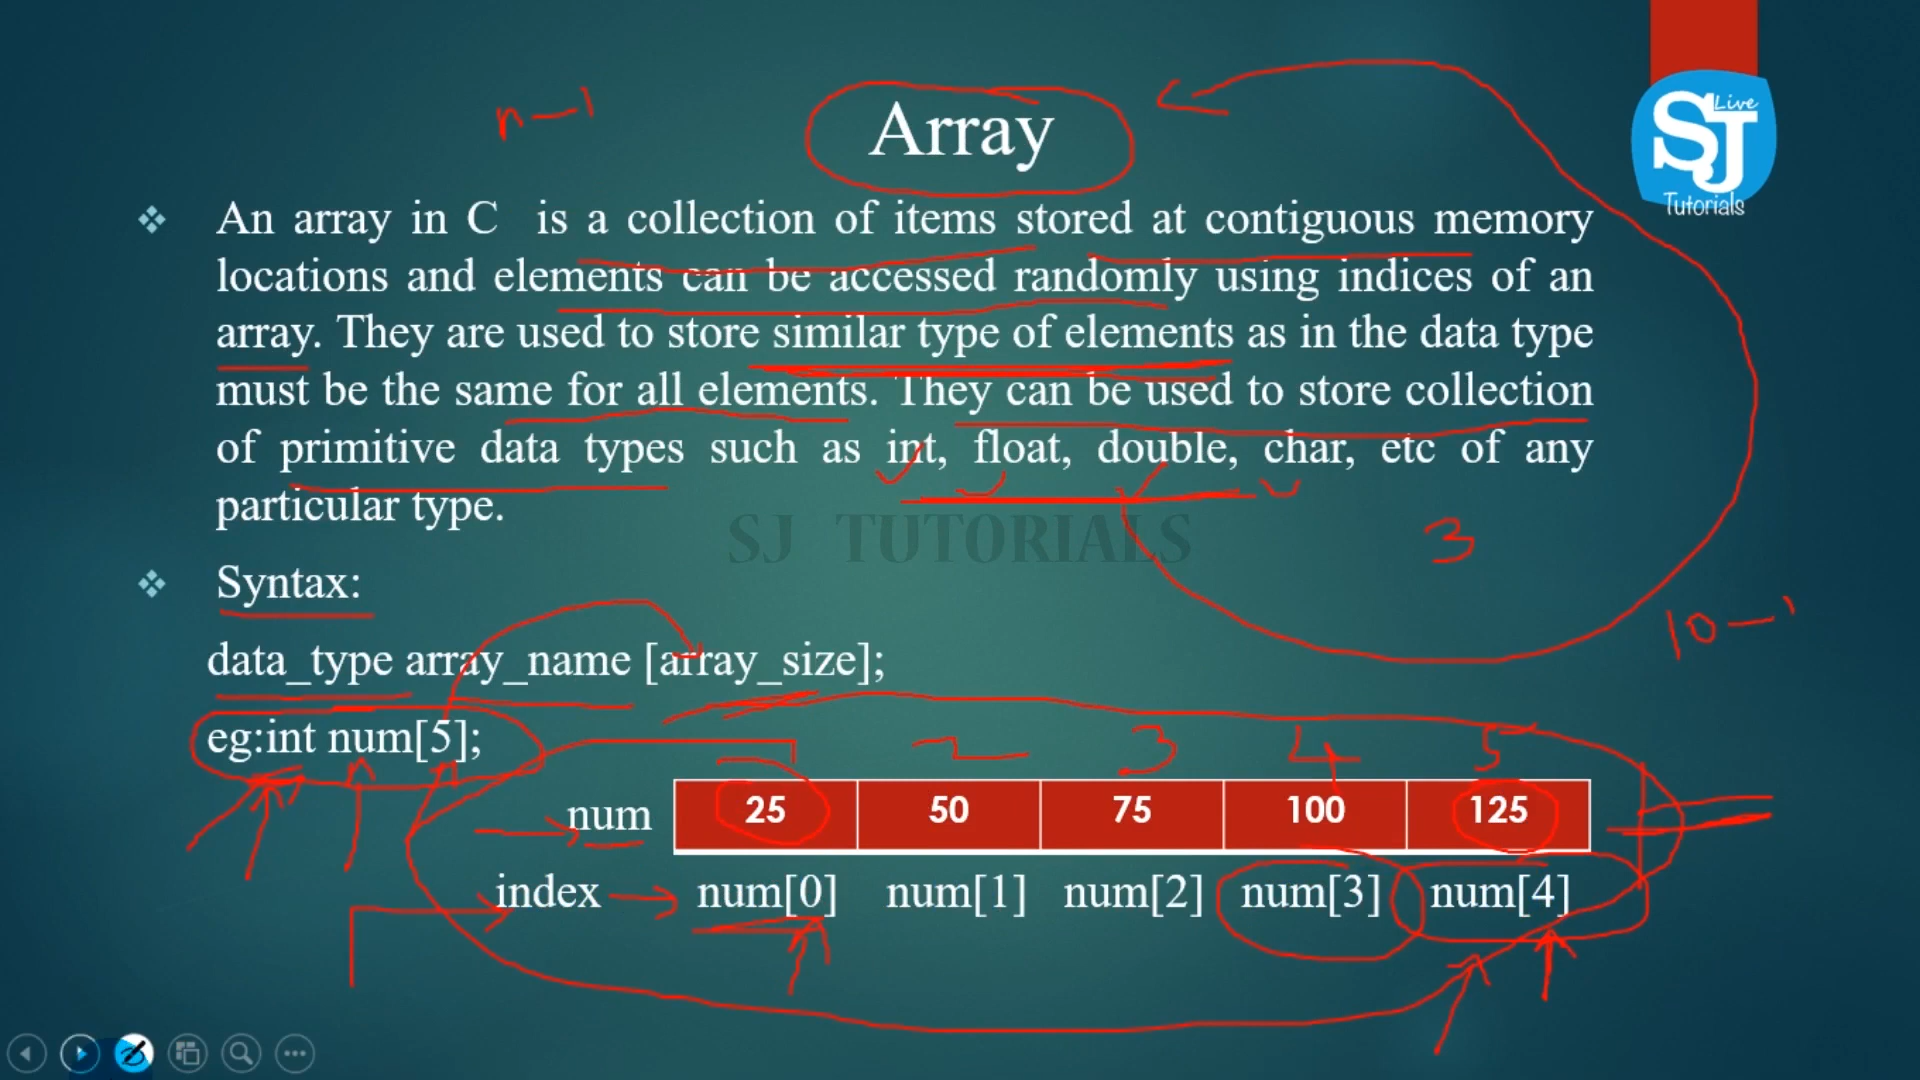 n-1
Array
Live
SJ
Tutorials
An array in C is a collection of items stored at contiguous memory
locations and elements can be accessed randomly using indices of an
array. They are used to store similar type of elements as in the data type
must be the same for all elements. They can be used to store collection
of primitive data types such as int, float, double, char, etc of any
particular type.
SJ TUTORIALS
3
Syntax:
10-1
data_type array_name [array_size];
eg:int num[5];
2 3 4 5
num 25 50 75 100 125
index num[0] num[1] num[2] num[3] num[4]